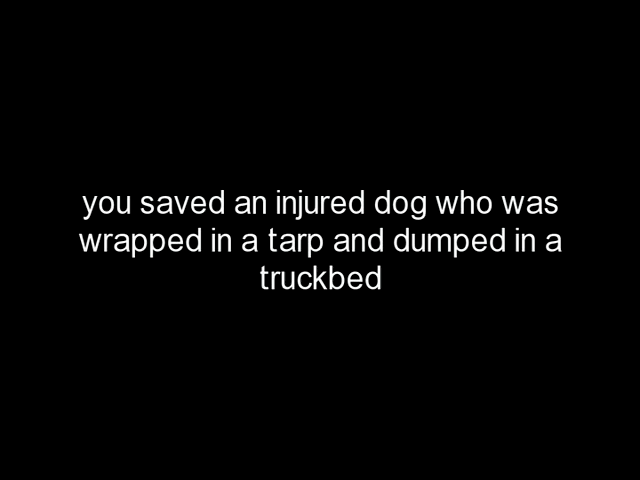 you saved an injured dog who was
wrapped in a tarp and dumped in a
truckbed